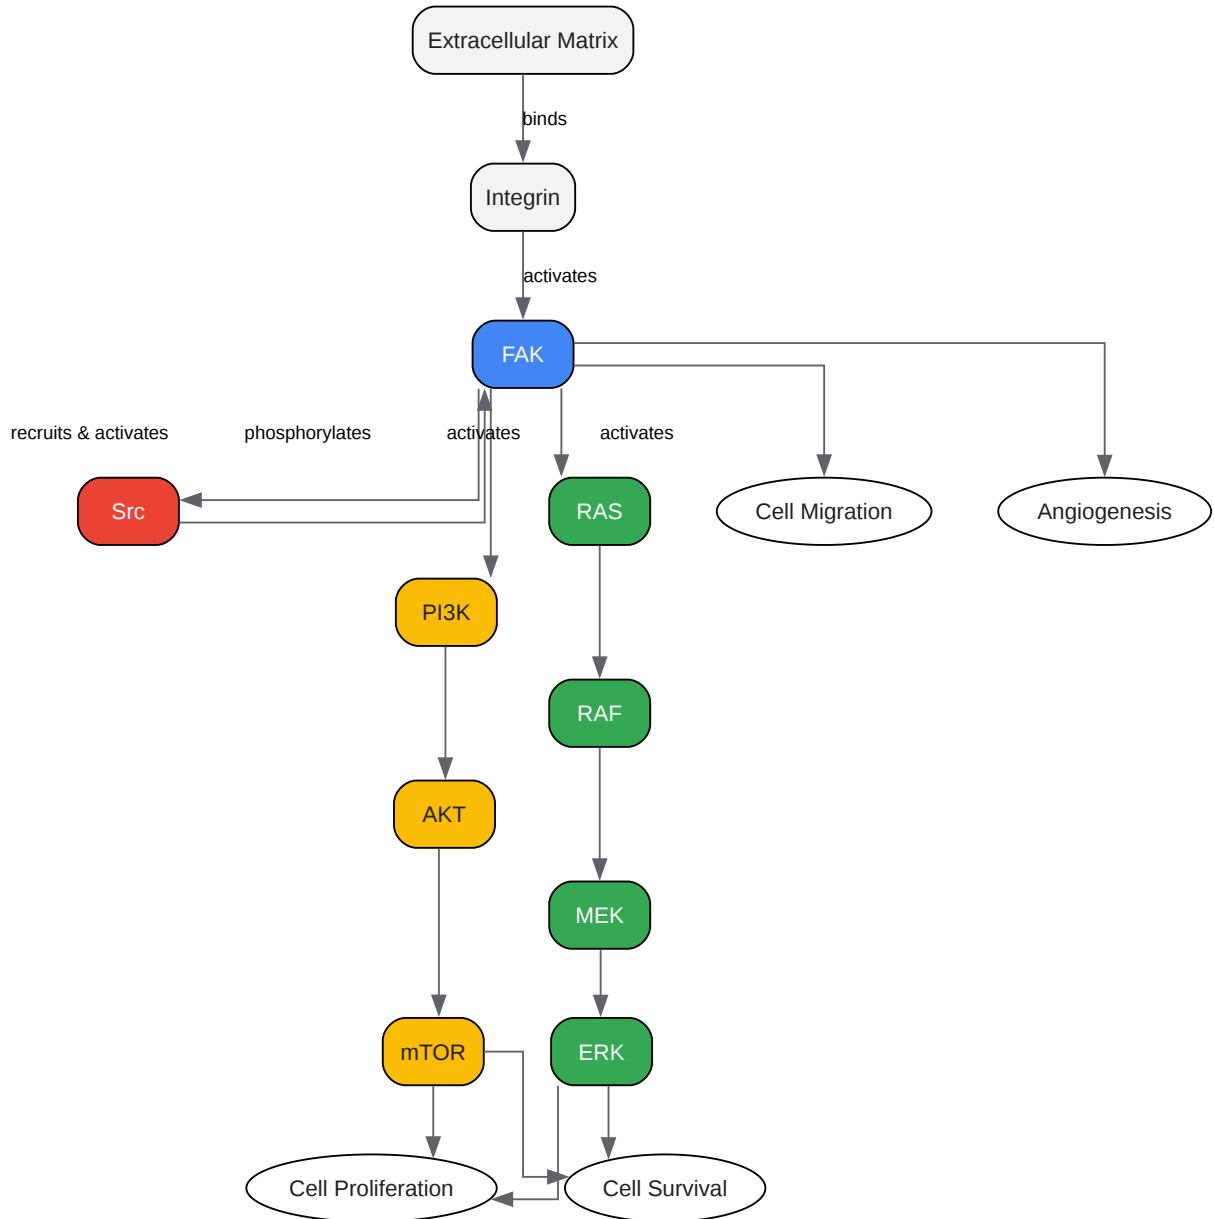 Extracellular Matrix
binds
Integrin
activates
FAK
recruits & activates
phosphorylates
activates
activates
Src
RAS
Cell Migration
Angiogenesis
PI3K
RAF
AKT
MEK
mTOR
ERK
Cell Proliferation
Cell Survival